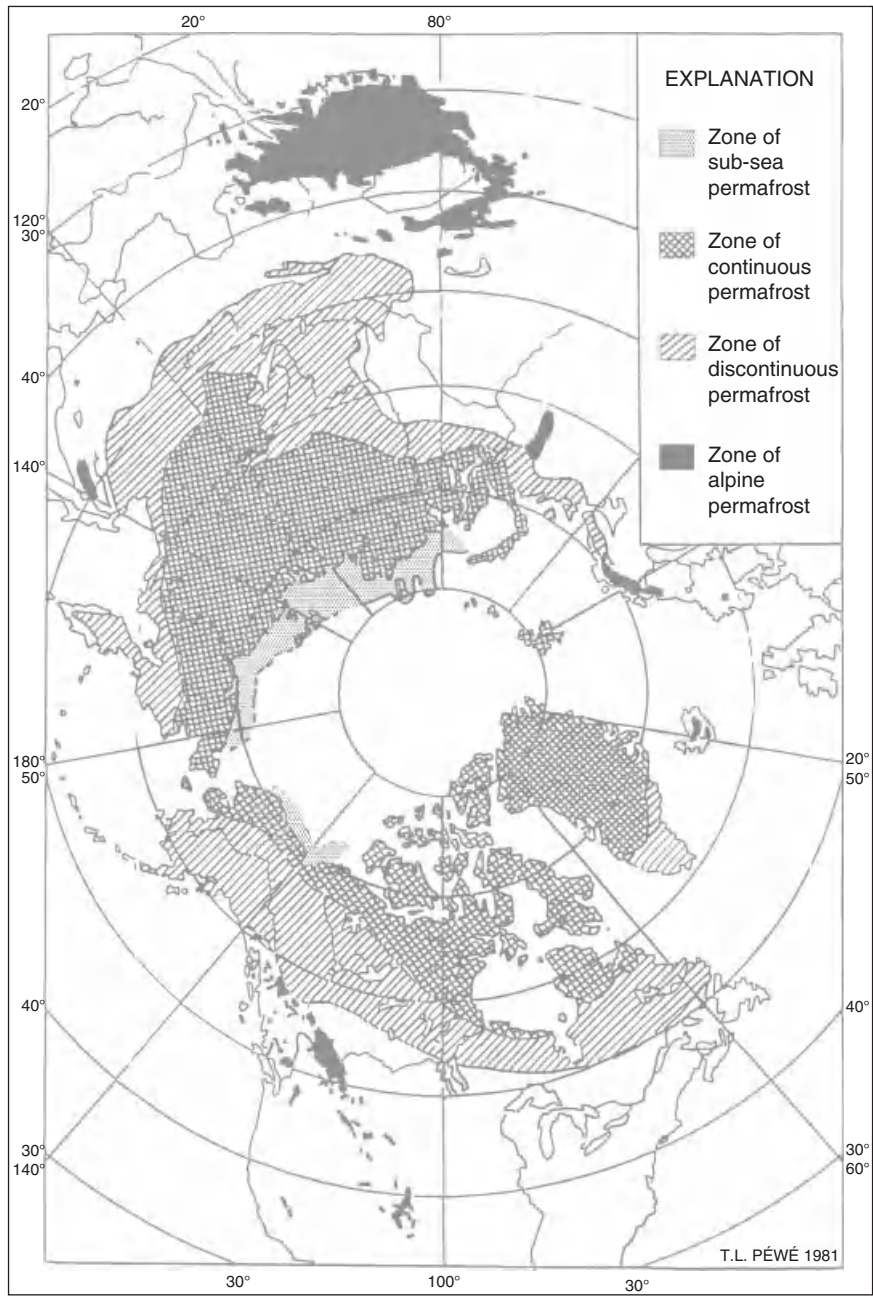 20°
80°
20°
120°
30°
40°
140°
180°
50°
40°
30°
140°
EXPLANATION
Zone of
sub-sea
permafrost
Zone of
continuous
permafrost
Zone of
discontinuous
permafrost
Zone of
alpine
permafrost
20°
50°
40°
30°
60°
T.L. PÉWÉ 1981
30°
100°
30°